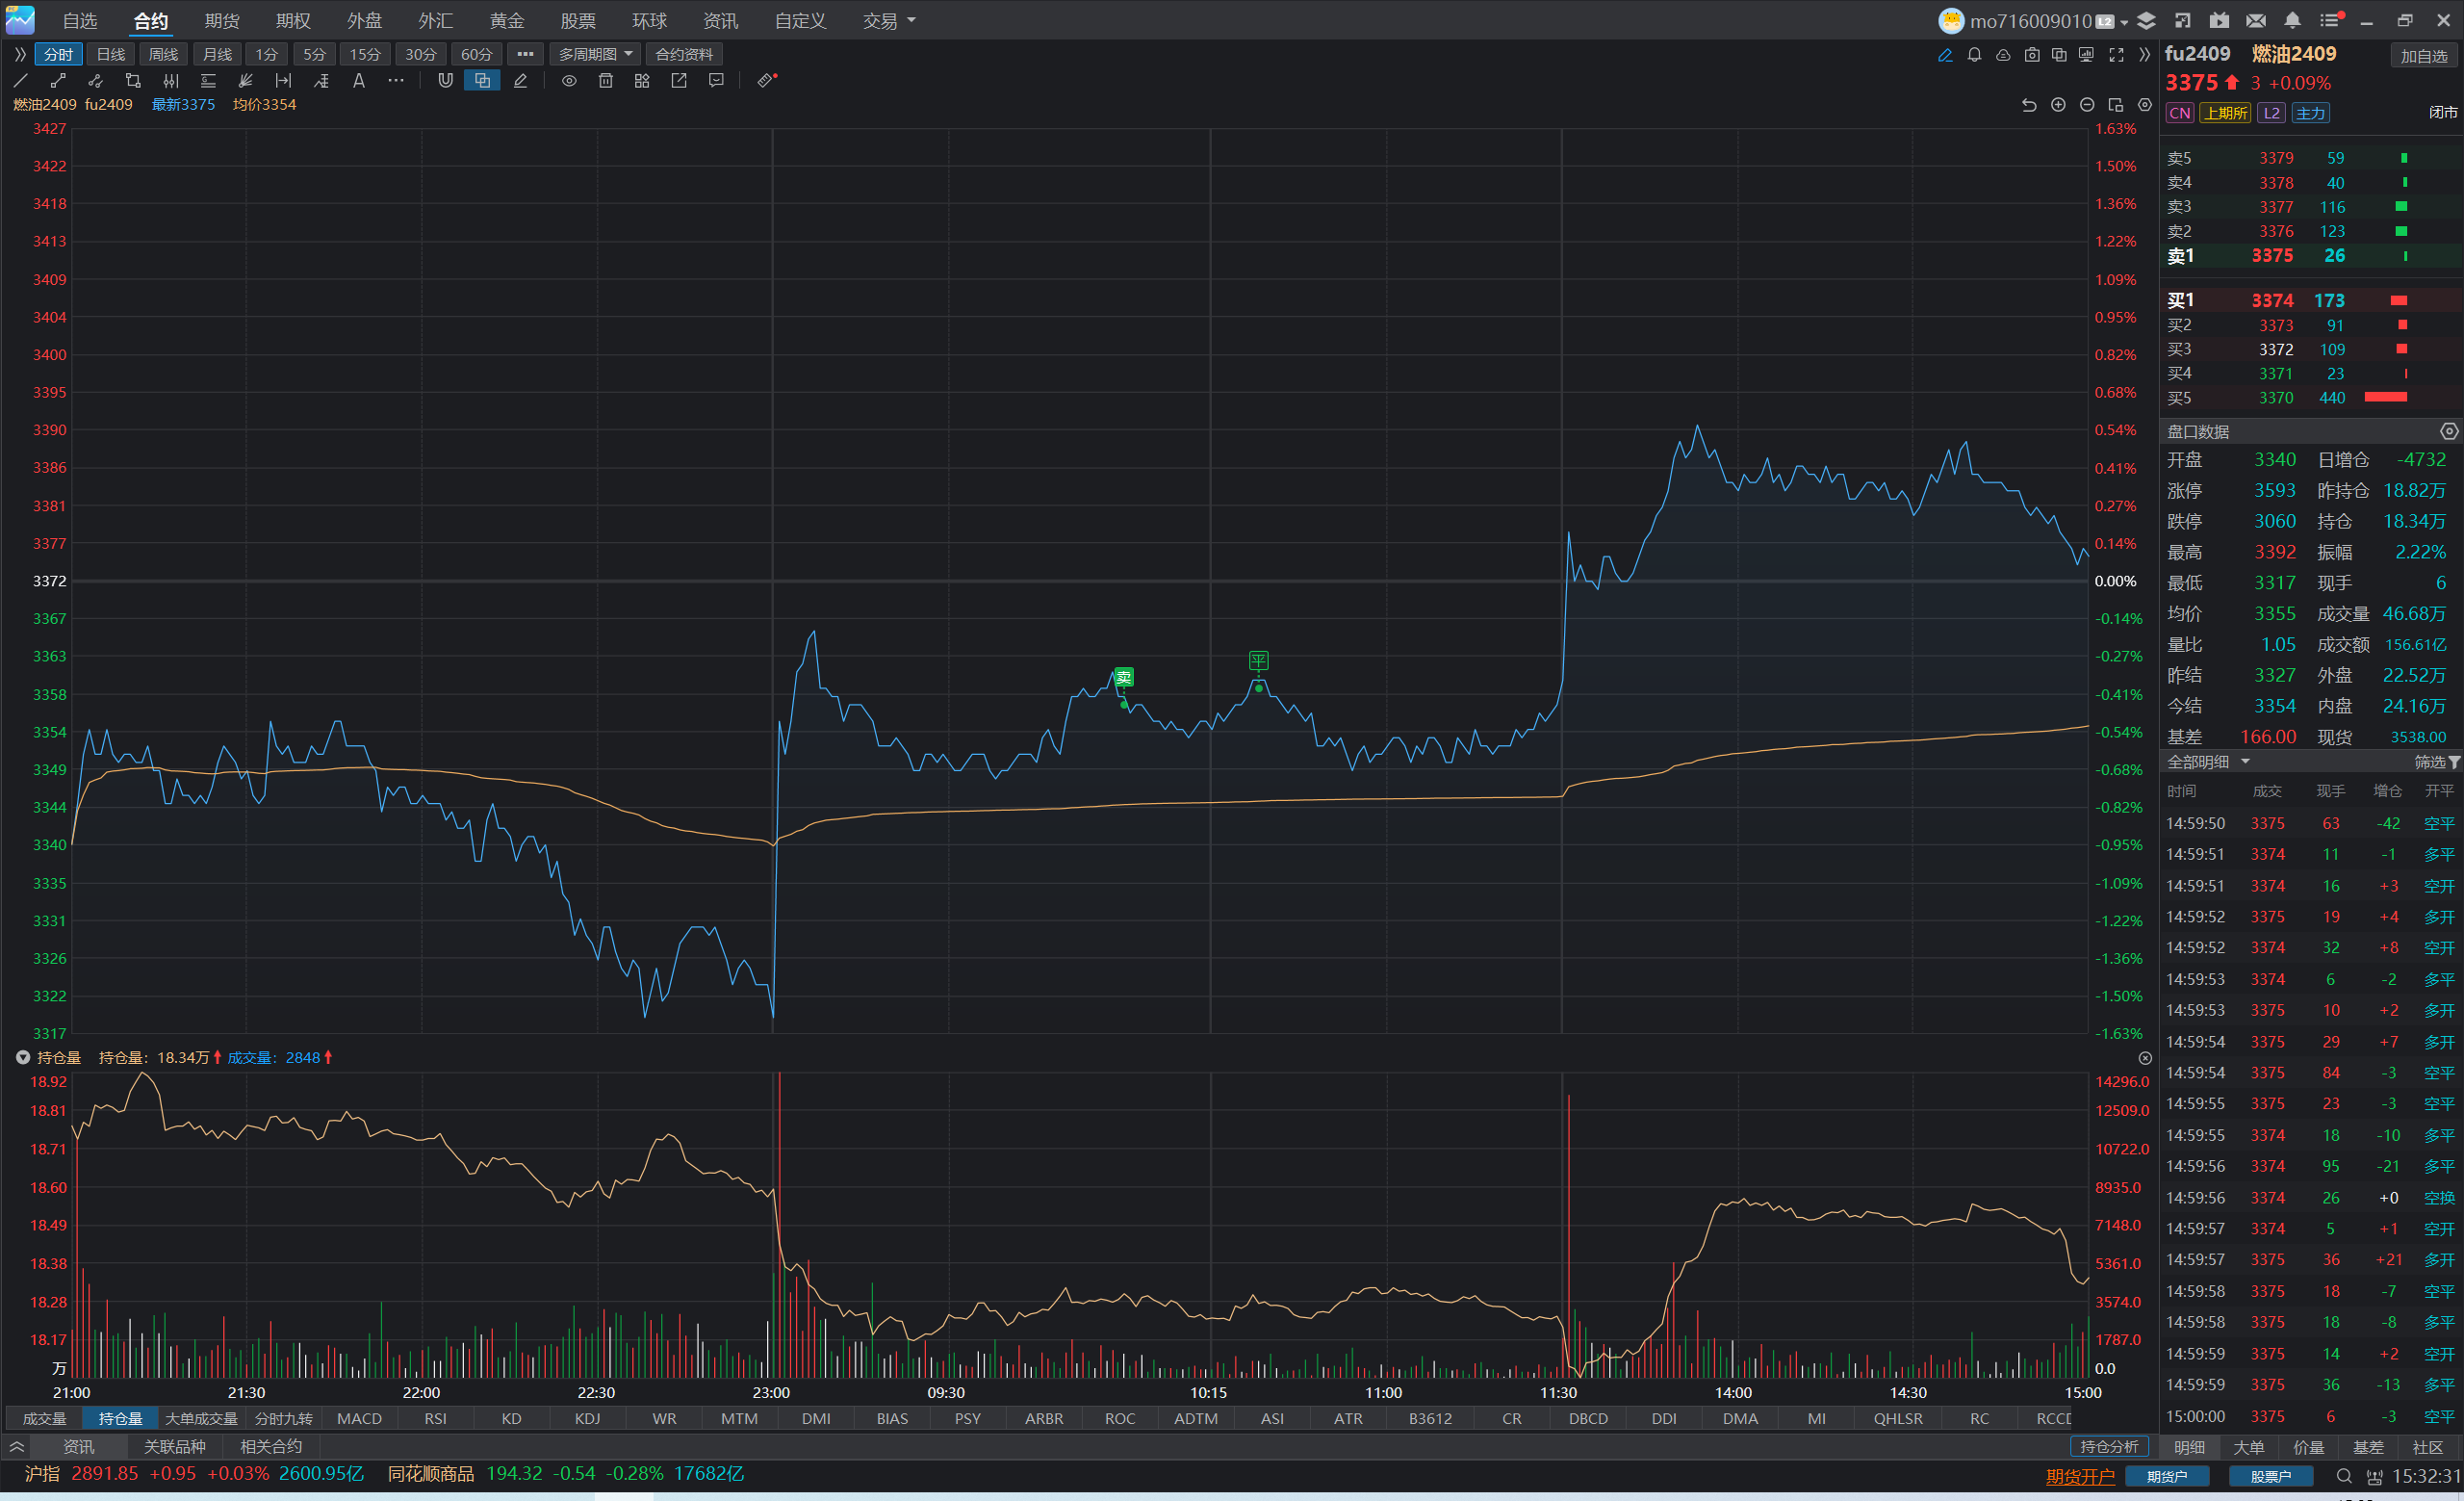 自选 合约 期货 期权 外盘 外汇 黄金 股票 环球 资讯 自定义 交易 mo716009010 L2
分时 日线 周线 月线 1分 5分 15分 30分 60分 ••• 多周期图 合约资料
燃油2409 fu2409 最新3375 均价3354
3427 1.63%
3422 1.50%
3418 1.36%
3413 1.22%
3409 1.09%
3404 0.95%
3400 0.82%
3395 0.68%
3390 0.54%
3386 0.41%
3381 0.27%
3377 0.14%
3372 0.00%
3367 -0.14%
3363 -0.27%
3358 -0.41%
3354 -0.54%
3349 -0.68%
3344 -0.82%
3340 -0.95%
3335 -1.09%
3331 -1.22%
3326 -1.36%
3322 -1.50%
3317 -1.63%
卖
平
持仓量 持仓量: 18.34万 成交量: 2848
18.92 14296.0
18.81 12509.0
18.71 10722.0
18.60 8935.0
18.49 7148.0
18.38 5361.0
18.28 3574.0
18.17 1787.0
万 0.0
21:00 21:30 22:00 22:30 23:00 09:30 10:15 11:00 11:30 14:00 14:30 15:00
成交量 持仓量 大单成交量 分时九转 MACD RSI KD KDJ WR MTM DMI BIAS PSY ARBR ROC ADTM ASI ATR B3612 CR DBCD DDI DMA MI QHLSR RC RCCD
资讯 关联品种 相关合约 持仓分析
fu2409 燃油2409 加自选
3375 3 +0.09%
CN 上期所 L2 主力 闭市
卖5 3379 59
卖4 3378 40
卖3 3377 116
卖2 3376 123
卖1 3375 26
买1 3374 173
买2 3373 91
买3 3372 109
买4 3371 23
买5 3370 440
盘口数据
开盘 3340 日增仓 -4732
涨停 3593 昨持仓 18.82万
跌停 3060 持仓 18.34万
最高 3392 振幅 2.22%
最低 3317 现手 6
均价 3355 成交量 46.68万
量比 1.05 成交额 156.61亿
昨结 3327 外盘 22.52万
今结 3354 内盘 24.16万
基差 166.00 现货 3538.00
全部明细 筛选
时间 成交 现手 增仓 开平
14:59:50 3375 63 -42 空平
14:59:51 3374 11 -1 多平
14:59:51 3374 16 +3 空开
14:59:52 3375 19 +4 多开
14:59:52 3374 32 +8 空开
14:59:53 3374 6 -2 多平
14:59:53 3375 10 +2 多开
14:59:54 3375 29 +7 多开
14:59:54 3375 84 -3 空平
14:59:55 3375 23 -3 空平
14:59:55 3374 18 -10 多平
14:59:56 3374 95 -21 多平
14:59:56 3374 26 +0 空换
14:59:57 3374 5 +1 空开
14:59:57 3375 36 +21 多开
14:59:58 3375 18 -7 空平
14:59:58 3375 18 -8 多平
14:59:59 3375 14 +2 空开
14:59:59 3375 36 -13 多平
15:00:00 3375 6 -3 空平
明细 大单 价量 基差 社区
沪指 2891.85 +0.95 +0.03% 2600.95亿 同花顺商品 194.32 -0.54 -0.28% 17682亿 期货开户 期货户 股票户 15:32:31